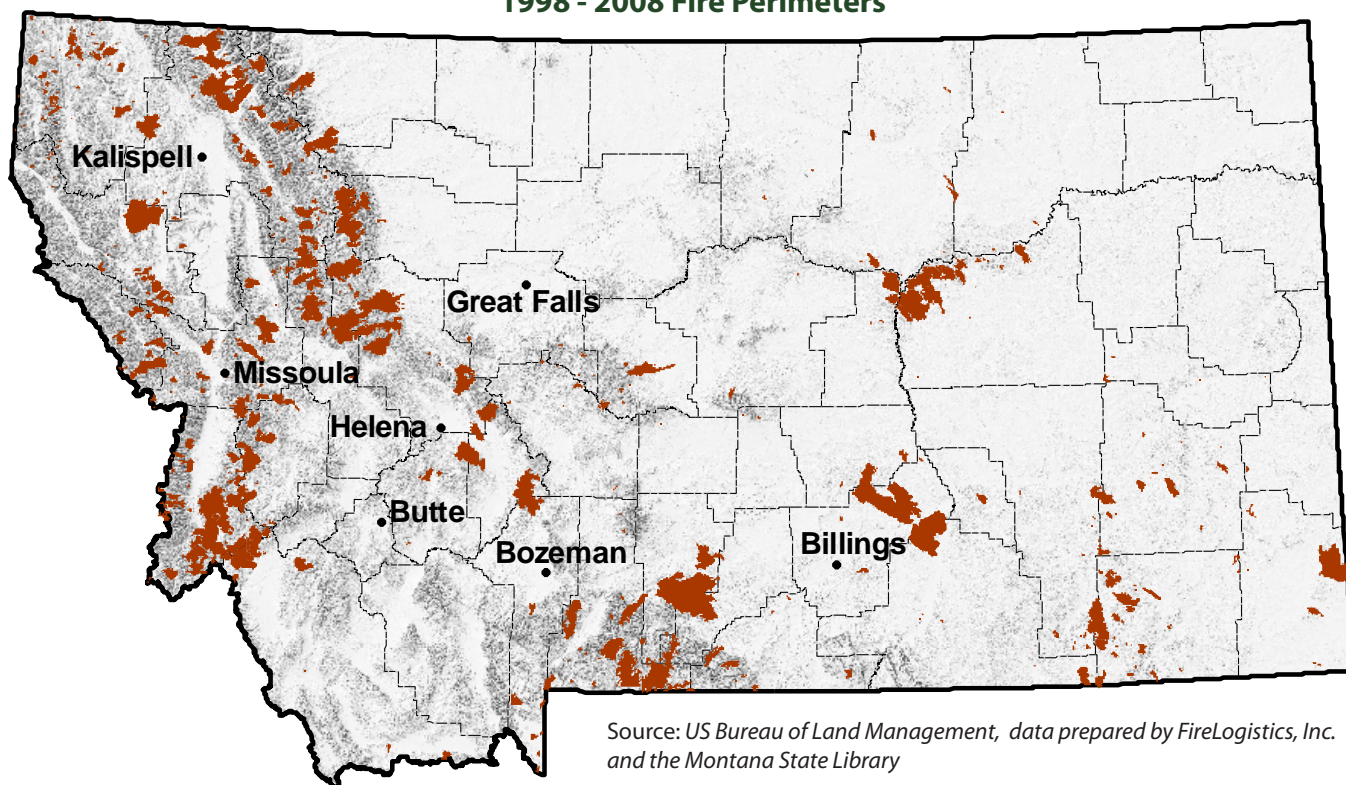 1998 - 2008 Fire Perimeters
Kalispell
Great Falls
Missoula
Helena
Butte
Bozeman
Billings
Source: US Bureau of Land Management, data prepared by FireLogistics, Inc.
and the Montana State Library